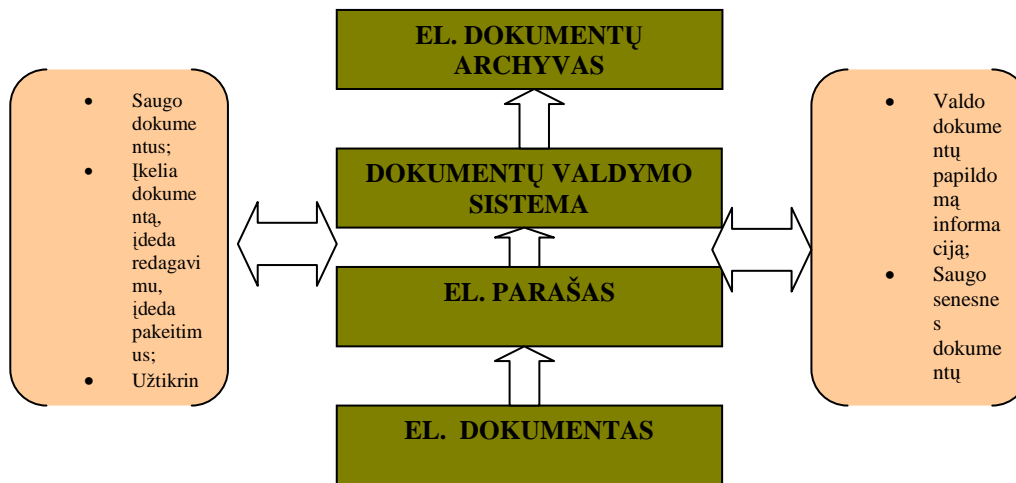 EL. DOKUMENTŲ
ARCHYVAS
• Saugo
dokume
ntus;
• Įkelia
dokume
ntą,
įdeda
redagavi
mu,
įdeda
pakeitim
us;
• Užtikrin
DOKUMENTŲ VALDYMO
SISTEMA
EL. PARAŠAS
EL. DOKUMENTAS
• Valdo
dokume
ntų
papildo
mą
informa
ciją;
• Saugo
senesne
s
dokume
ntų